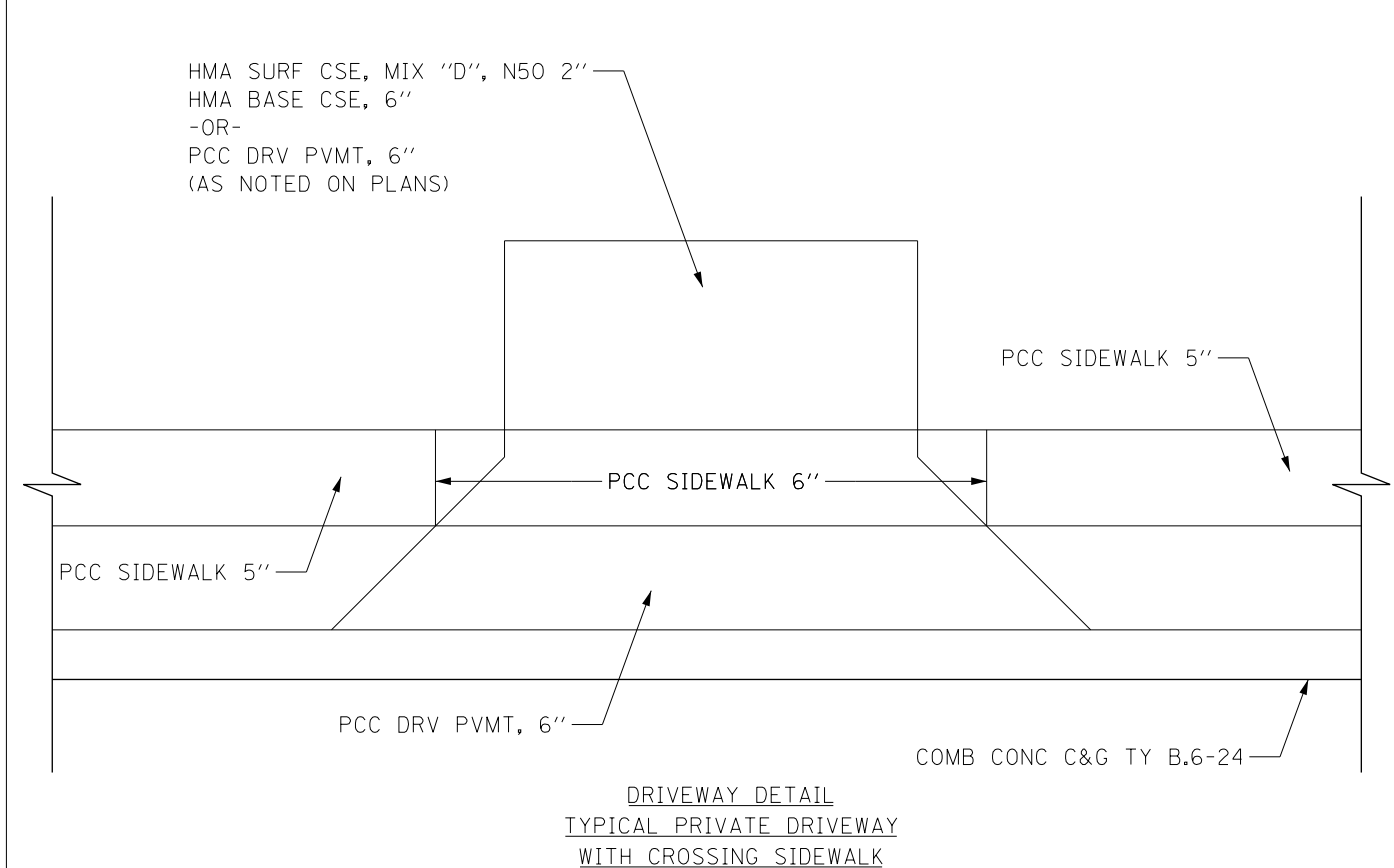 HMA SURF CSE, MIX "D", N50 2"
HMA BASE CSE, 6"
-OR-
PCC DRV PVMT, 6"
(AS NOTED ON PLANS)
PCC SIDEWALK 5"
PCC SIDEWALK 6"
PCC SIDEWALK 5"
PCC DRV PVMT, 6"
COMB CONC C&G TY B.6-24
DRIVEWAY DETAIL
TYPICAL PRIVATE DRIVEWAY
WITH CROSSING SIDEWALK